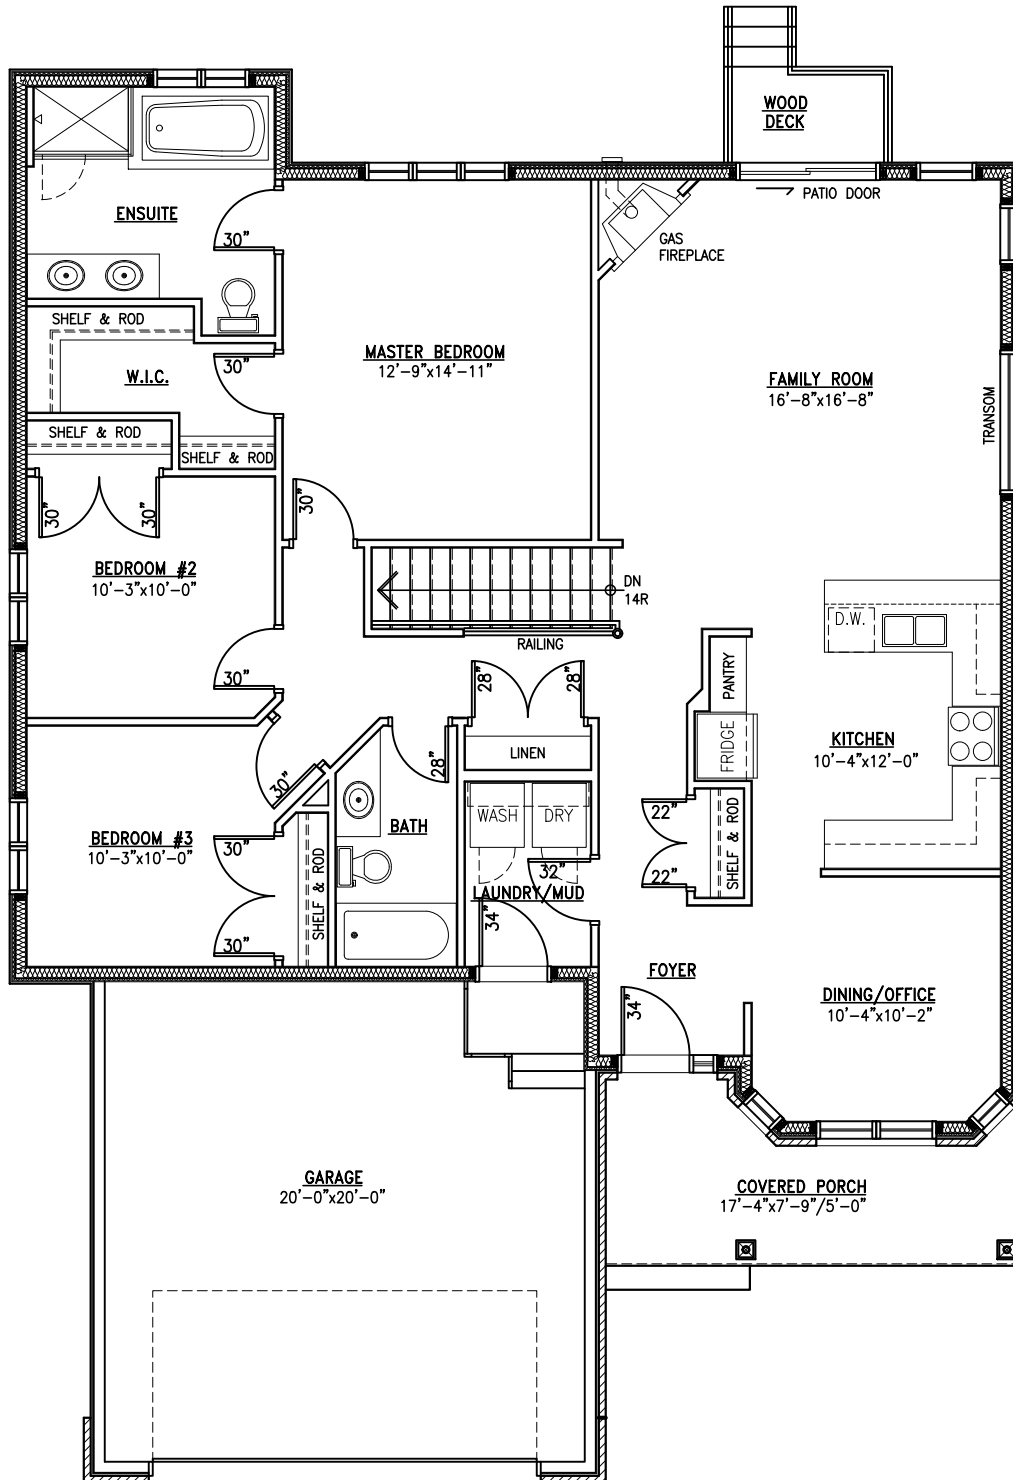 WOOD
DECK
PATIO DOOR
ENSUITE
30"
GAS
FIREPLACE
SHELF & ROD
MASTER BEDROOM
12'-9"x14'-11"
30"
W.I.C.
FAMILY ROOM
16'-8"x16'-8"
TRANSOM
SHELF & ROD
SHELF & ROD
30"
30"
30"
BEDROOM #2
10'-3"x10'-0"
DN
14R
D.W.
RAILING
30"
28"
28"
PANTRY
FRIDGE
KITCHEN
10'-4"x12'-0"
LINEN
28"
30"
WASH
DRY
22"
SHELF & ROD
BATH
BEDROOM #3
10'-3"x10'-0"
30"
SHELF & ROD
32"
22"
LAUNDRY/MUD
34"
30"
FOYER
34"
DINING/OFFICE
10'-4"x10'-2"
GARAGE
20'-0"x20'-0"
COVERED PORCH
17'-4"x7'-9"/5'-0"